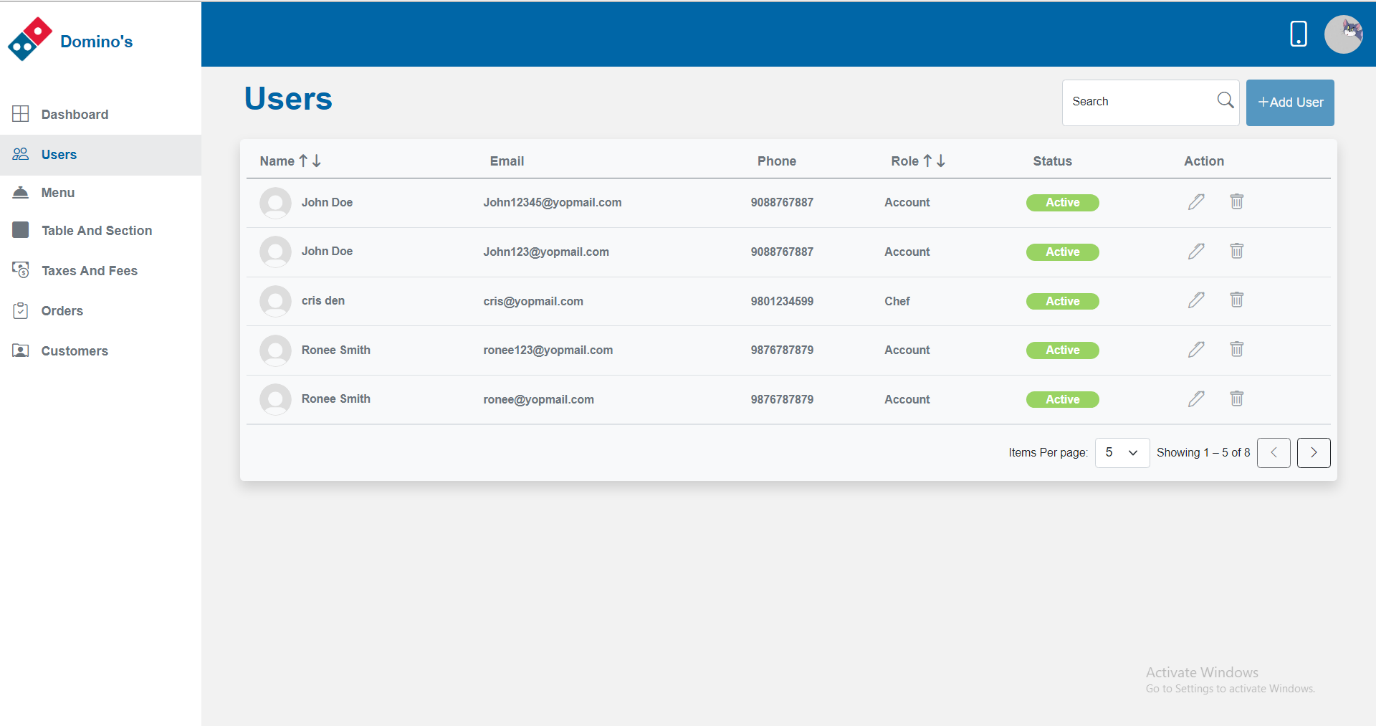 Domino's
Dashboard
Users
Menu
Table And Section
Taxes And Fees
Orders
Customers
Users
Search
+Add User
Name ↑↓ Email Phone Role ↑↓ Status Action
John Doe John12345@yopmail.com 9088767887 Account Active
John Doe John123@yopmail.com 9088767887 Account Active
cris den cris@yopmail.com 9801234599 Chef Active
Ronee Smith ronee123@yopmail.com 9876787879 Account Active
Ronee Smith ronee@yopmail.com 9876787879 Account Active
Items Per page: 5 Showing 1 – 5 of 8
Activate Windows
Go to Settings to activate Windows.